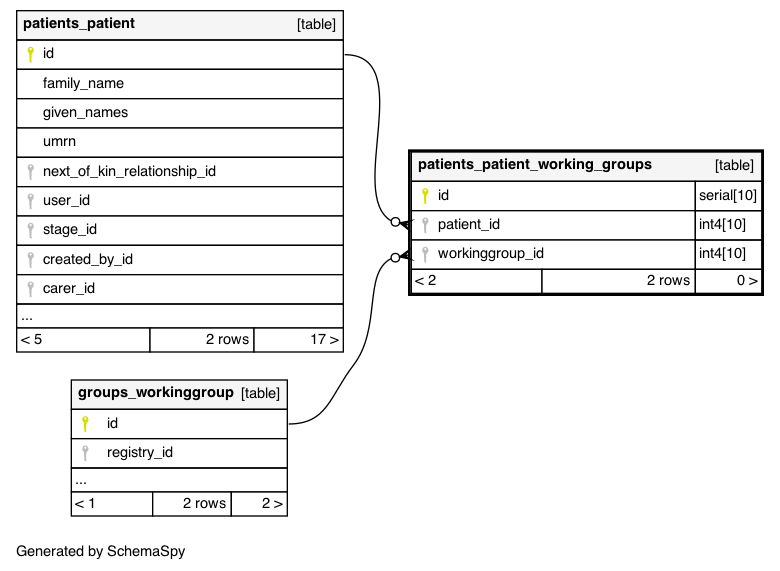 patients_patient [table]
id
family_name
given_names
umrn
next_of_kin_relationship_id
user_id
stage_id
created_by_id
carer_id
...
< 5 2 rows 17 >
patients_patient_working_groups [table]
id serial[10]
patient_id int4[10]
workinggroup_id int4[10]
< 2 2 rows 0 >
groups_workinggroup [table]
id
registry_id
...
< 1 2 rows 2 >
Generated by SchemaSpy